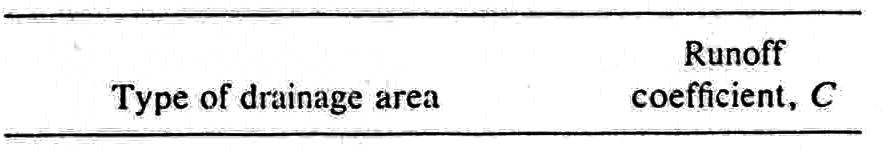 Runoff
Type of drainage area coefficient, C